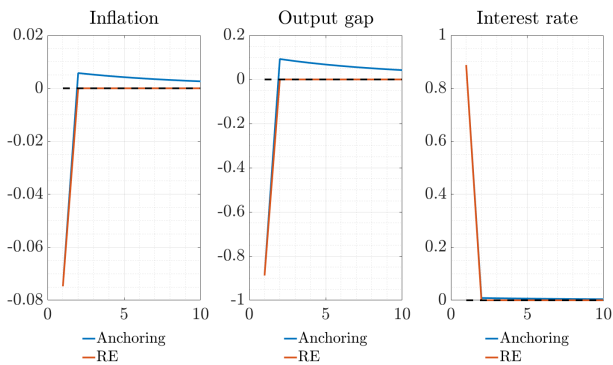 Inflation
0.02
0
-0.02
-0.04
-0.06
-0.08
0 5 10
Anchoring
RE
Output gap
0.2
0
-0.2
-0.4
-0.6
-0.8
-1
0 5 10
Anchoring
RE
Interest rate
1
0.8
0.6
0.4
0.2
0
0 5 10
Anchoring
RE